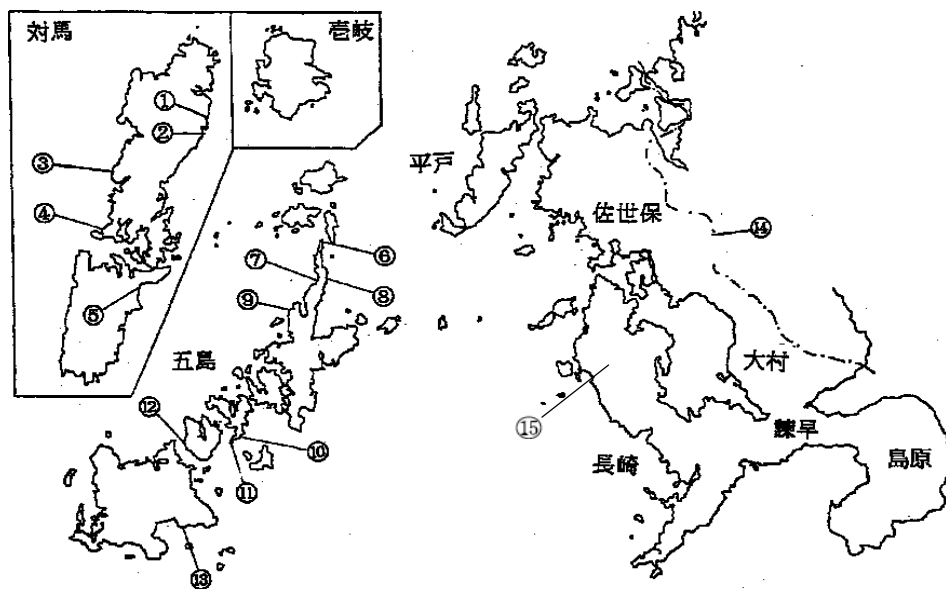 対馬
壱岐
①
②
③
④
⑤
平戸
佐世保
⑭
⑥
⑦
⑧
⑨
五島
大村
⑮
諫早
島原
長崎
⑫
⑩
⑪
⑬